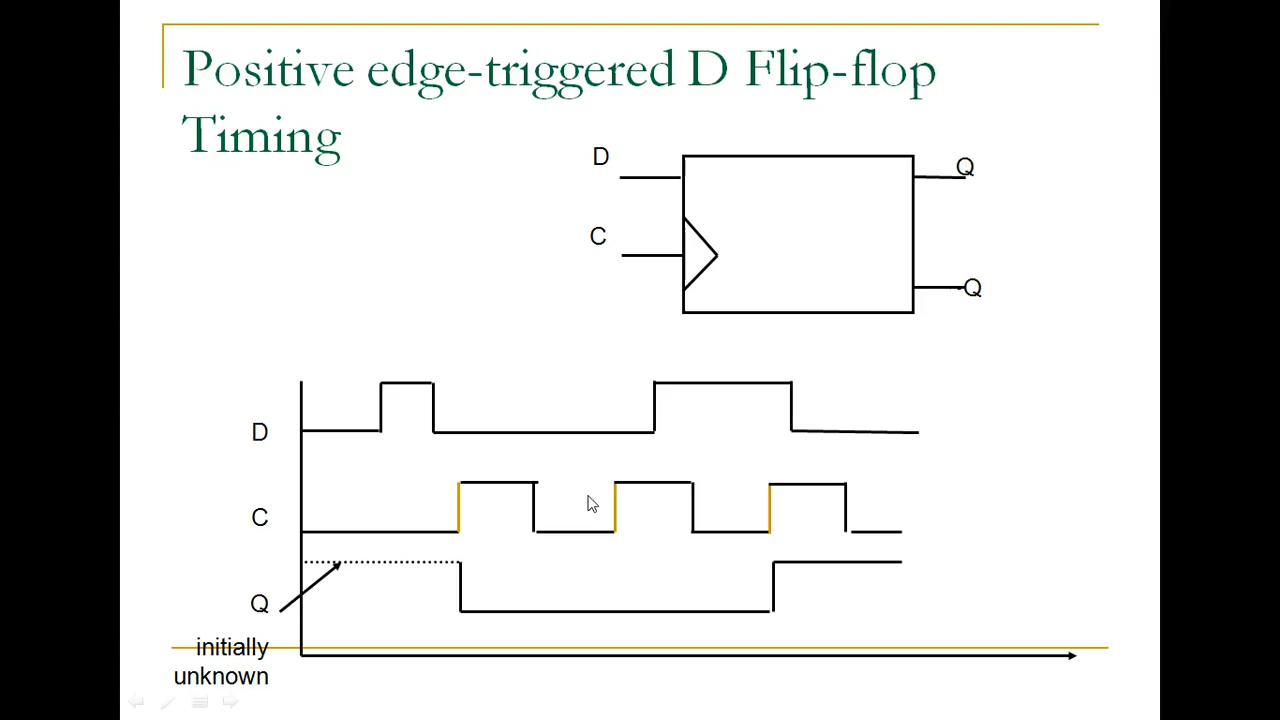 Positive edge-triggered D Flip-flop
Timing
D
Q
C
Q
D
C
Q
initially
unknown